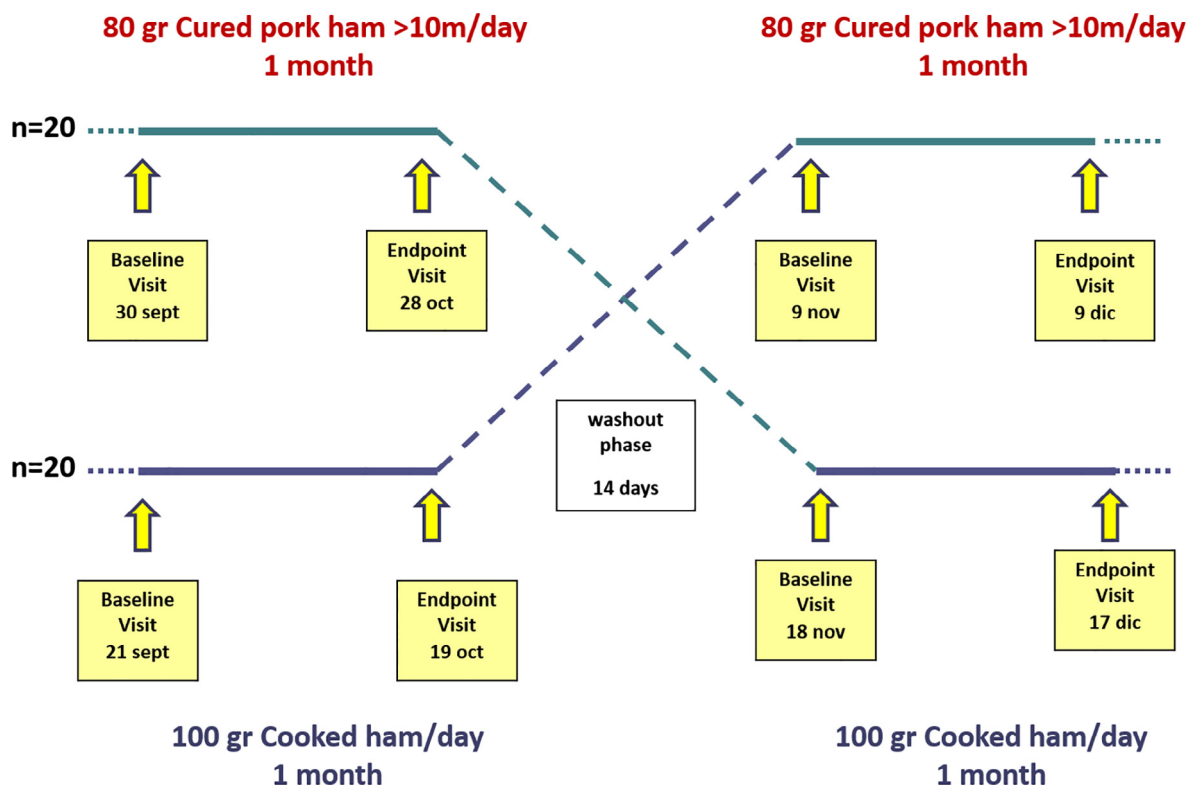 80 gr Cured pork ham >10m/day
1 month
80 gr Cured pork ham >10m/day
1 month
n=20
Baseline
Visit
30 sept
Endpoint
Visit
28 oct
Baseline
Visit
9 nov
Endpoint
Visit
9 dic
washout
phase
14 days
n=20
Baseline
Visit
21 sept
Endpoint
Visit
19 oct
Baseline
Visit
18 nov
Endpoint
Visit
17 dic
100 gr Cooked ham/day
1 month
100 gr Cooked ham/day
1 month